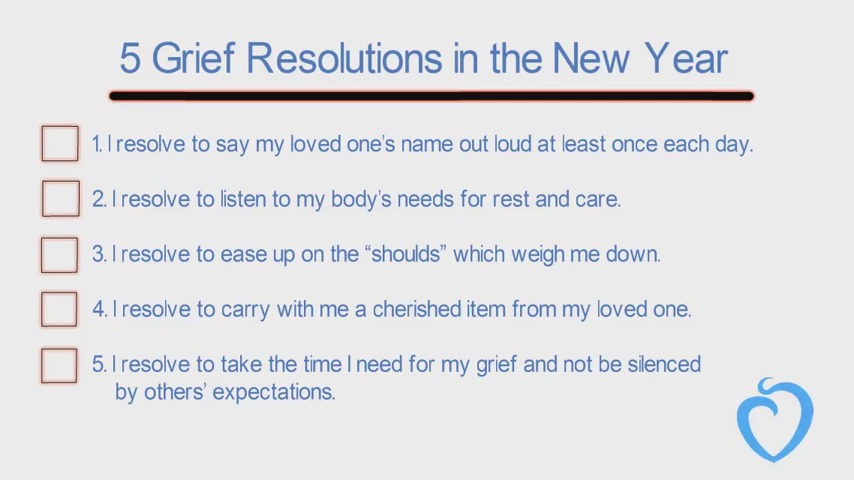 5 Grief Resolutions in the New Year
1. I resolve to say my loved one’s name out loud at least once each day.
2. I resolve to listen to my body’s needs for rest and care.
3. I resolve to ease up on the “shoulds” which weigh me down.
4. I resolve to carry with me a cherished item from my loved one.
5. I resolve to take the time I need for my grief and not be silenced
by others’ expectations.